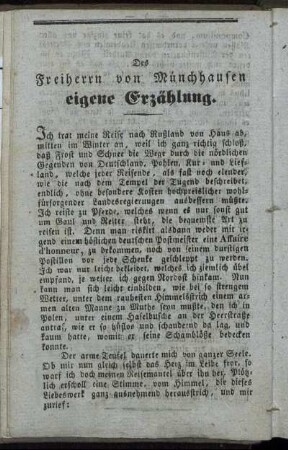 Des
Freiherrn von Münchhausen
eigene Erzählung.
Ich trat meine Reise nach Rußland von Haus ab,
mitten im Winter an, weil ich ganz richtig schloß,
daß Frost und Schnee die Wege durch die nördlichen
Gegenden von Deutschland, Pohlen, Kur- und Lief-
land, welche jeder Reisende, als fast noch elender,
wie die nach dem Tempel der Tugend beschreibet,
endlich, ohne besondere Kosten hochpreislicher wohl-
fürsorgender Landesregierungen ausbessern müßte.
Ich reiste zu Pferde, welches wenn es nur sonst gut
um Gaul und Reiter steht, die bequemste Art zu
reisen ist. Denn man riskiert alsdann weder mit ir-
gend einem höflichen deutschen Postmeister eine Affaire
d'honneur, zu bekommen, noch von seinem durstigen
Postillon vor jede Schenke geschleppt zu werden.
Ich war nur leicht bekleidet, welches ich ziemlich übel
empfand, je weiter ich gegen Nordost hinkam. Nun
kann man sich leicht einbilden, wie bei so strengem
Wetter, unter dem rauhesten Himmelsstrich einem ar-
men alten Manne zu Muthe seyn mußte, den ich in
Polen, unter einem Haselbusche an der Heerstraße
antraf, wie er so hilflos und schaudernd da lag, und
kaum hatte, womit er seine Schaamblöße bedecken
konnte.
Der arme Teufel dauerte mich von ganzer Seele.
Ob mir nun gleich selbst das Herz im Leibe fror, so
warf ich doch meinen Reisemantel über ihn her. Plötz-
lich erscholl eine Stimme vom Himmel, die dieses
Liebeswerk ganz ausnehmend herausstrich, und mir
zurief: